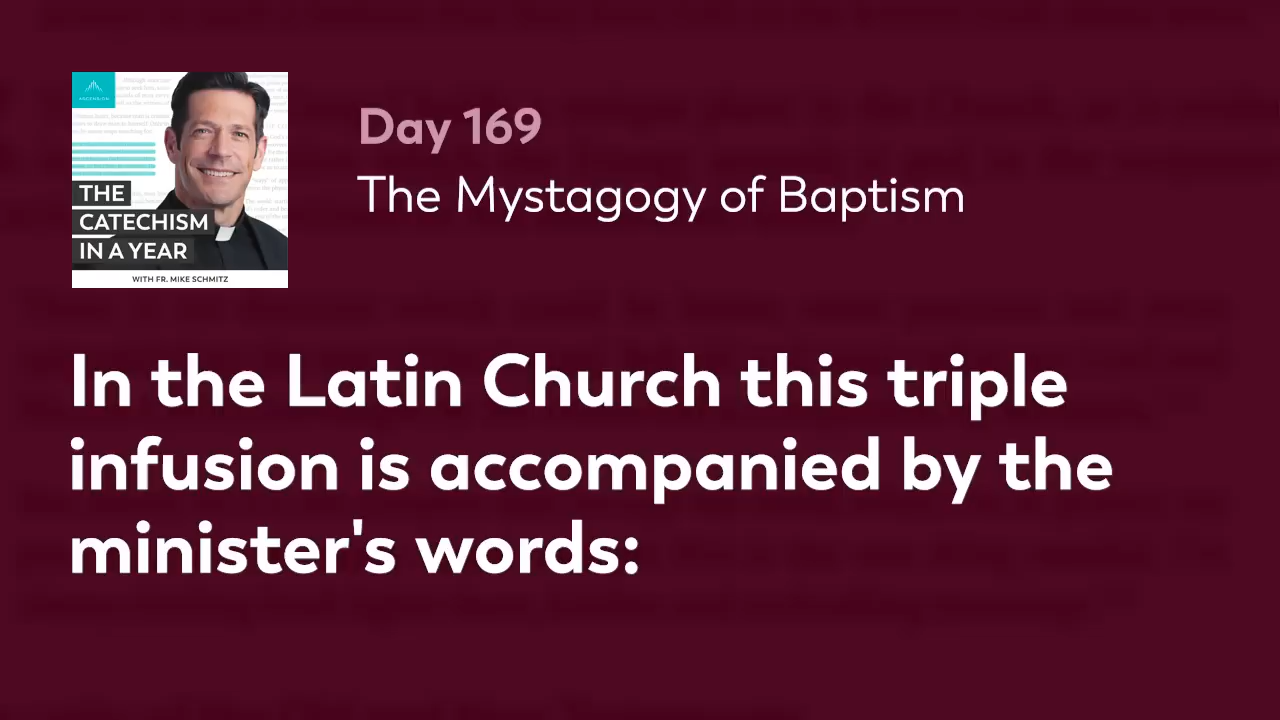 ASCENSION
THE
CATECHISM
IN A YEAR
WITH FR. MIKE SCHMITZ
Day 169
The Mystagogy of Baptism
In the Latin Church this triple
infusion is accompanied by the
minister's words: